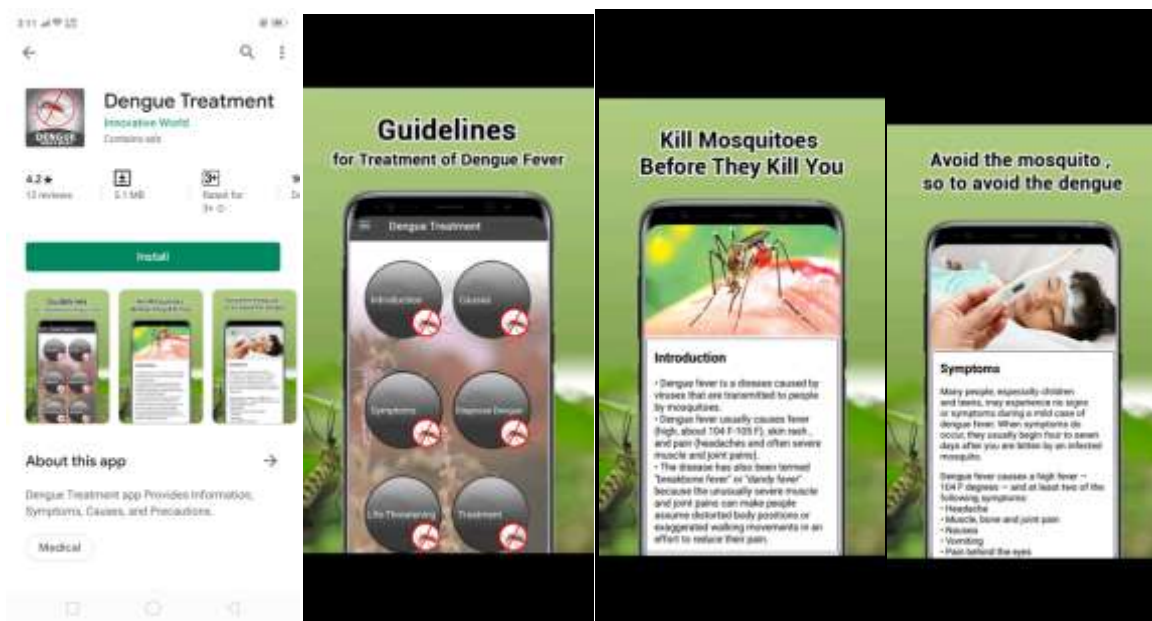 3:11
Dengue Treatment
Innovative World
Contains ads
4.2★
12 reviews
5.1 MB
3+
Rated for
3+
Install
About this app
Dengue Treatment app Provides Information,
Symptoms, Causes, and Precautions.
Medical
Guidelines
for Treatment of Dengue Fever
Dengue Treatment
Introduction
Causes
Symptoms
Diagnose Dengue
Life Threatening
Treatment
Kill Mosquitoes
Before They Kill You
Introduction
• Dengue fever is a disease caused by
viruses that are transmitted to people
by mosquitoes.
• Dengue fever usually causes fever
(high, about 104 F-105 F), skin rash ,
and pain (headaches and often severe
muscle and joint pains).
• The disease has also been termed
"breakbone fever" or "dandy fever"
because the unusually severe muscle
and joint pains can make people
assume distorted body positions or
exaggerated walking movements in an
effort to reduce their pain.
Avoid the mosquito ,
so to avoid the dengue
Symptoms
Many people, especially children
and teens, may experience no signs
or symptoms during a mild case of
dengue fever. When symptoms do
occur, they usually begin four to seven
days after you are bitten by an infected
mosquito.
Dengue fever causes a high fever —
104 F degrees — and at least two of the
following symptoms:
• Headache
• Muscle, bone and joint pain
• Nausea
• Vomiting
• Pain behind the eyes